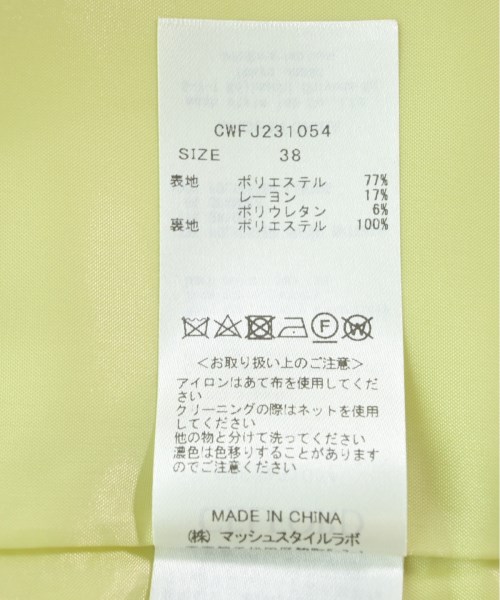 CWFJ231054
SIZE 38
表地 ポリエステル 77%
レーヨン 17%
ポリウレタン 6%
裏地 ポリエステル 100%
F W
<お取り扱い上のご注意>
アイロンはあて布を使用してくだ
さい
クリーニングの際はネットを使用
してください
他の物と分けて洗ってください
濃色は色移りすることがあります
のでご注意ください
MADE IN CHINA
(株) マッシュスタイルラボ